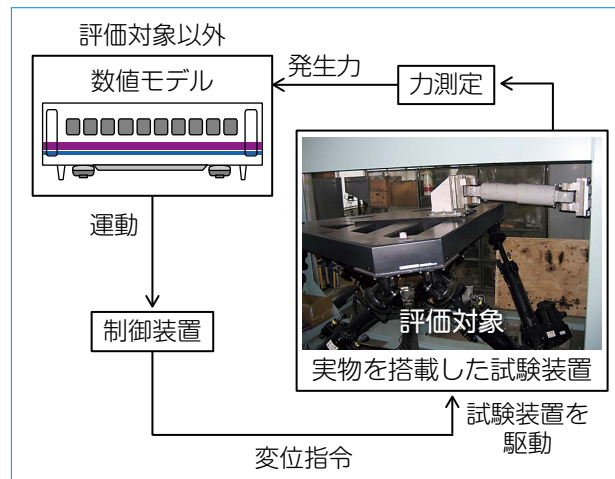 評価対象以外
数値モデル
発生力
力測定
運動
制御装置
評価対象
実物を搭載した試験装置
試験装置を
駆動
変位指令